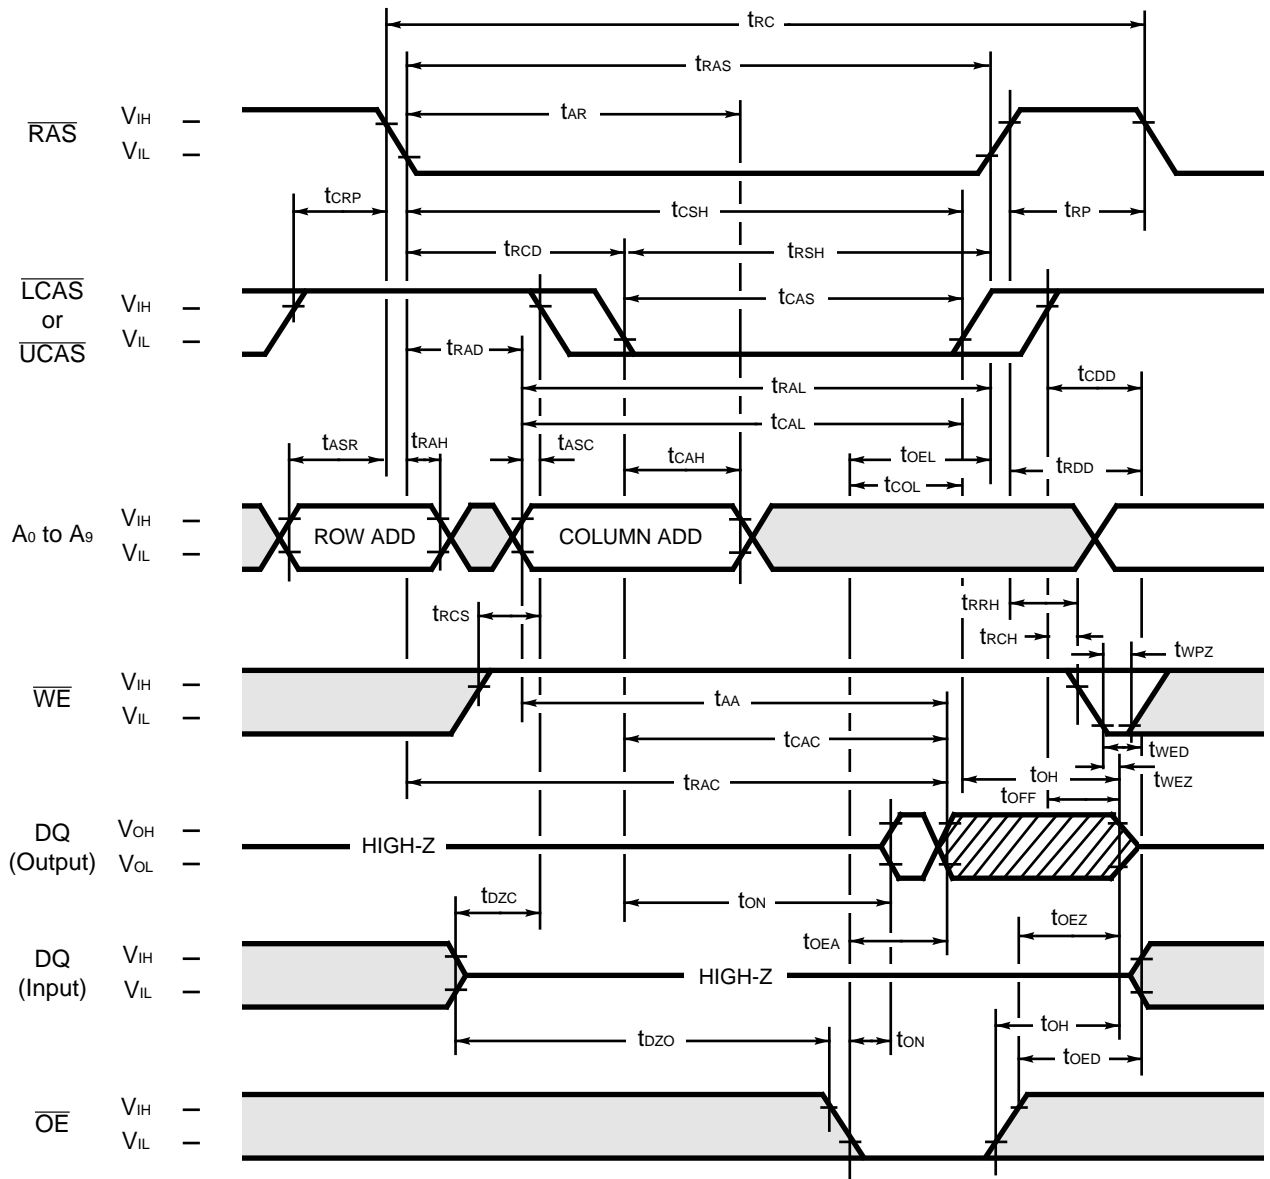 tRC
tRAS
tAR
RAS
VIH
VIL
tCRP
tCSH
tRP
tRCD
tRSH
LCAS
or
UCAS
VIH
VIL
tCAS
tRAD
tRAL
tCDD
tCAL
tASR
tRAH
tASC
tCAH
tOEL
tRDD
tCOL
A0 to A9
VIH
VIL
ROW ADD
COLUMN ADD
tRRH
tRCS
tRCH
tWPZ
WE
VIH
VIL
tAA
tCAC
tWED
tRAC
tOH
tWEZ
tOFF
DQ
(Output)
VOH
VOL
HIGH-Z
tDZC
tON
tOEZ
tOEA
DQ
(Input)
VIH
VIL
HIGH-Z
tDZO
tON
tOH
tOED
OE
VIH
VIL